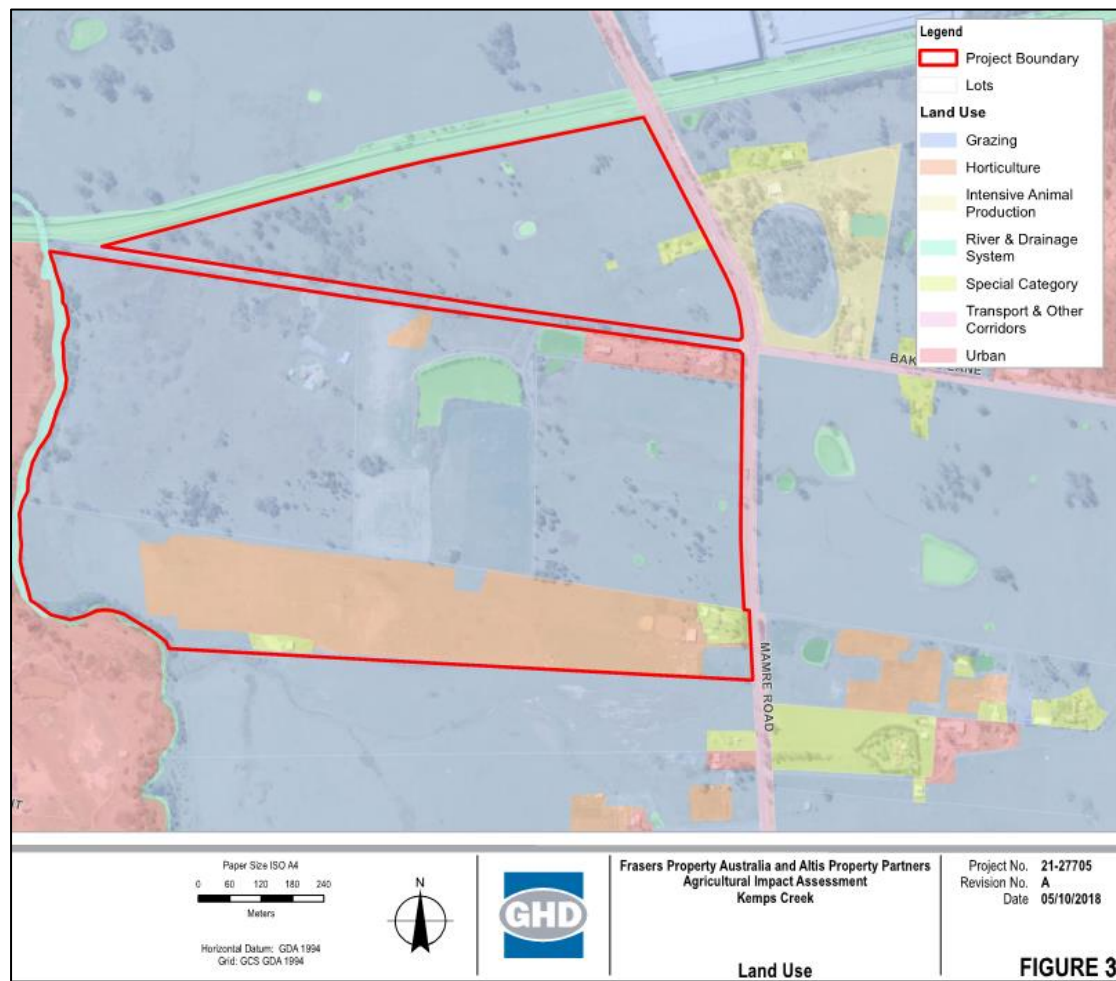 Legend
Project Boundary
Lots
Land Use
Grazing
Horticulture
Intensive Animal
Production
River & Drainage
System
Special Category
Transport & Other
Corridors
Urban
LANE
MAMRE ROAD
Paper Size ISO A4
0 60 120 180 240
Meters
Horizontal Datum: GDA 1994
Grid: GCS GDA 1994
N
GHD
Frasers Property Australia and Altis Property Partners
Agricultural Impact Assessment
Kemps Creek
Land Use
Project No. 21-27705
Revision No. A
Date 05/10/2018
FIGURE 3